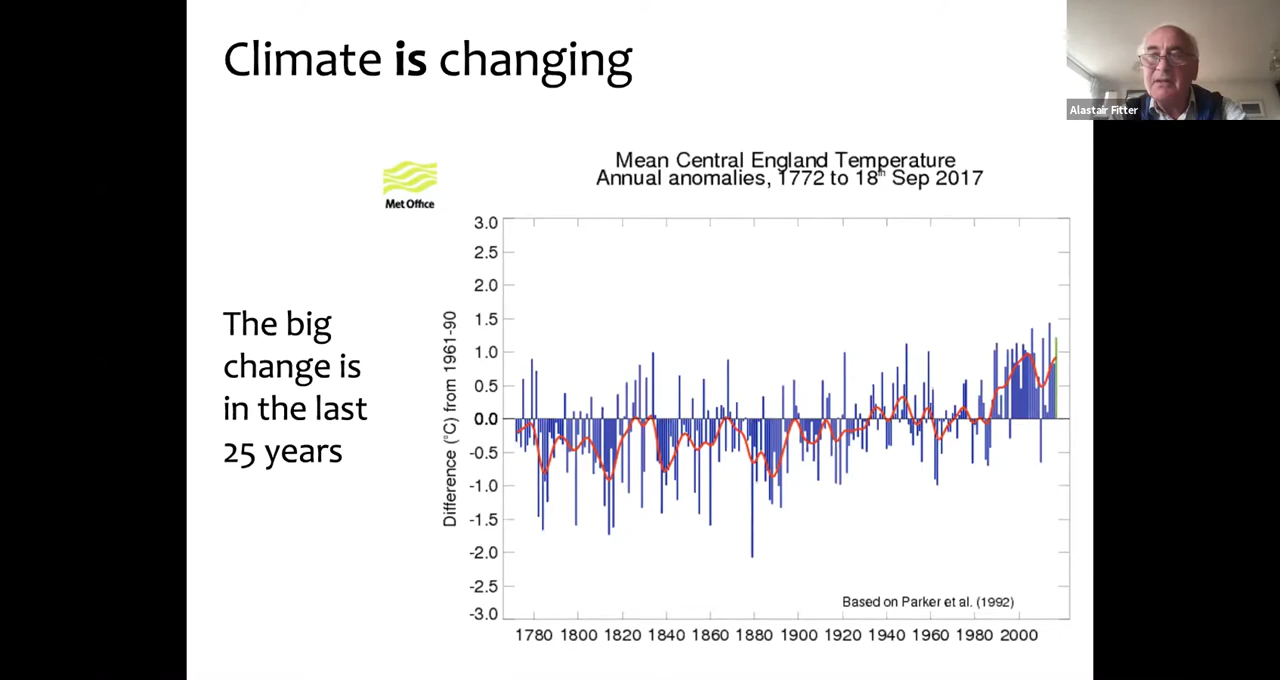 Climate is changing
Alastair Fitter
Mean Central England Temperature
Annual anomalies, 1772 to 18th Sep 2017
Met Office
The big
change is
in the last
25 years
Difference (°C) from 1961-90
3.0
2.5
2.0
1.5
1.0
0.5
0.0
-0.5
-1.0
-1.5
-2.0
-2.5
-3.0
Based on Parker et al. (1992)
1780 1800 1820 1840 1860 1880 1900 1920 1940 1960 1980 2000